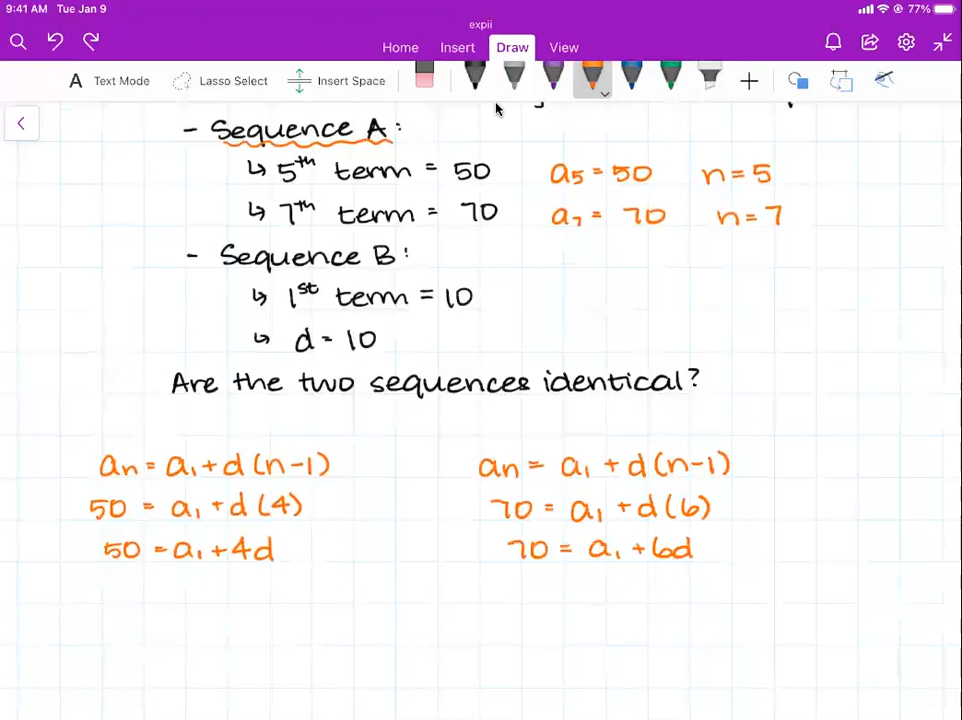 9:41 AM Tue Jan 9
77%
expii
Home Insert Draw View
A Text Mode Lasso Select Insert Space
- Sequence A:
↳ 5th term = 50 a5 = 50 n = 5
↳ 7th term = 70 a7 = 70 n = 7
- Sequence B:
↳ 1st term = 10
↳ d = 10
Are the two sequences identical?
an = a1 + d(n-1)
50 = a1 + d(4)
50 = a1 + 4d
an = a1 + d(n-1)
70 = a1 + d(6)
70 = a1 + 6d